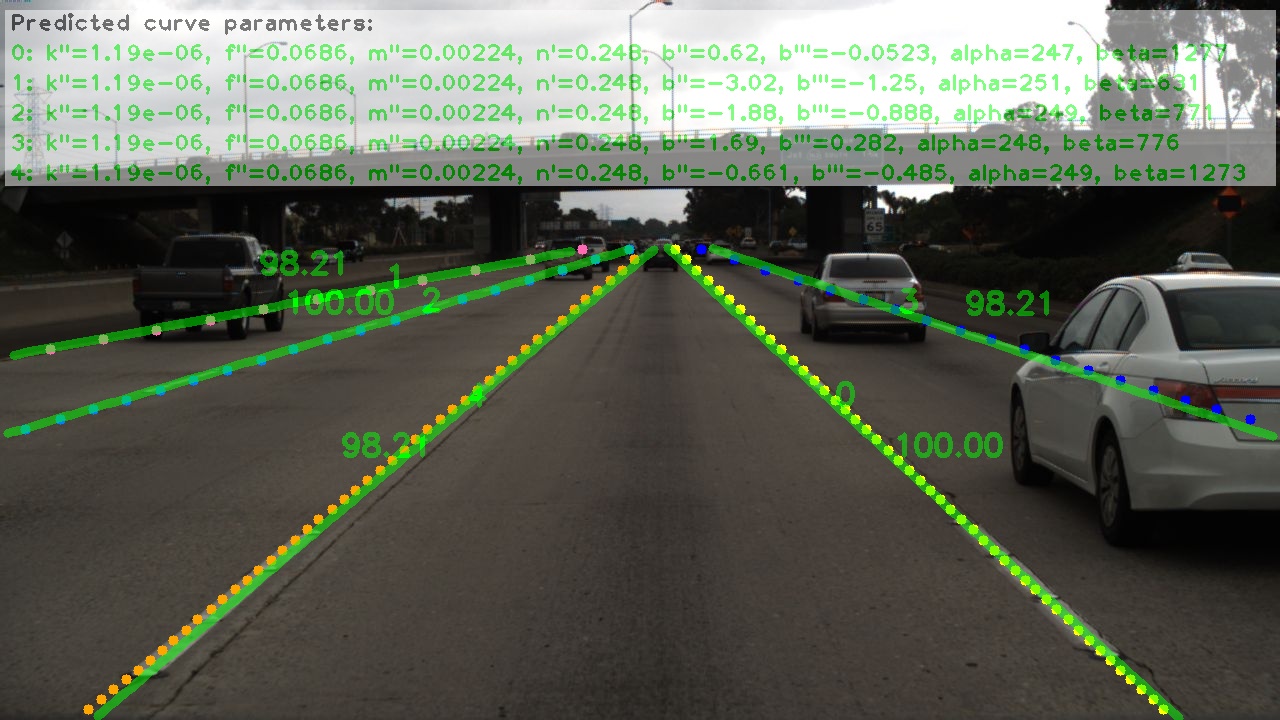 Predicted curve parameters:
0: k''=1.19e-06, f''=0.0686, m''=0.00224, n'=0.248, b''=0.62, b'''=-0.0523, alpha=247, beta=1277
1: k''=1.19e-06, f''=0.0686, m''=0.00224, n'=0.248, b''=-3.02, b'''=-1.25, alpha=251, beta=631
2: k''=1.19e-06, f''=0.0686, m''=0.00224, n'=0.248, b''=-1.88, b'''=-0.888, alpha=249, beta=771
3: k''=1.19e-06, f''=0.0686, m''=0.00224, n'=0.248, b''=1.69, b'''=0.282, alpha=248, beta=776
4: k''=1.19e-06, f''=0.0686, m''=0.00224, n'=0.248, b''=-0.661, b'''=-0.485, alpha=249, beta=1273
65
98.21 1
100.00 2
3 98.21
4
0
98.21
100.00